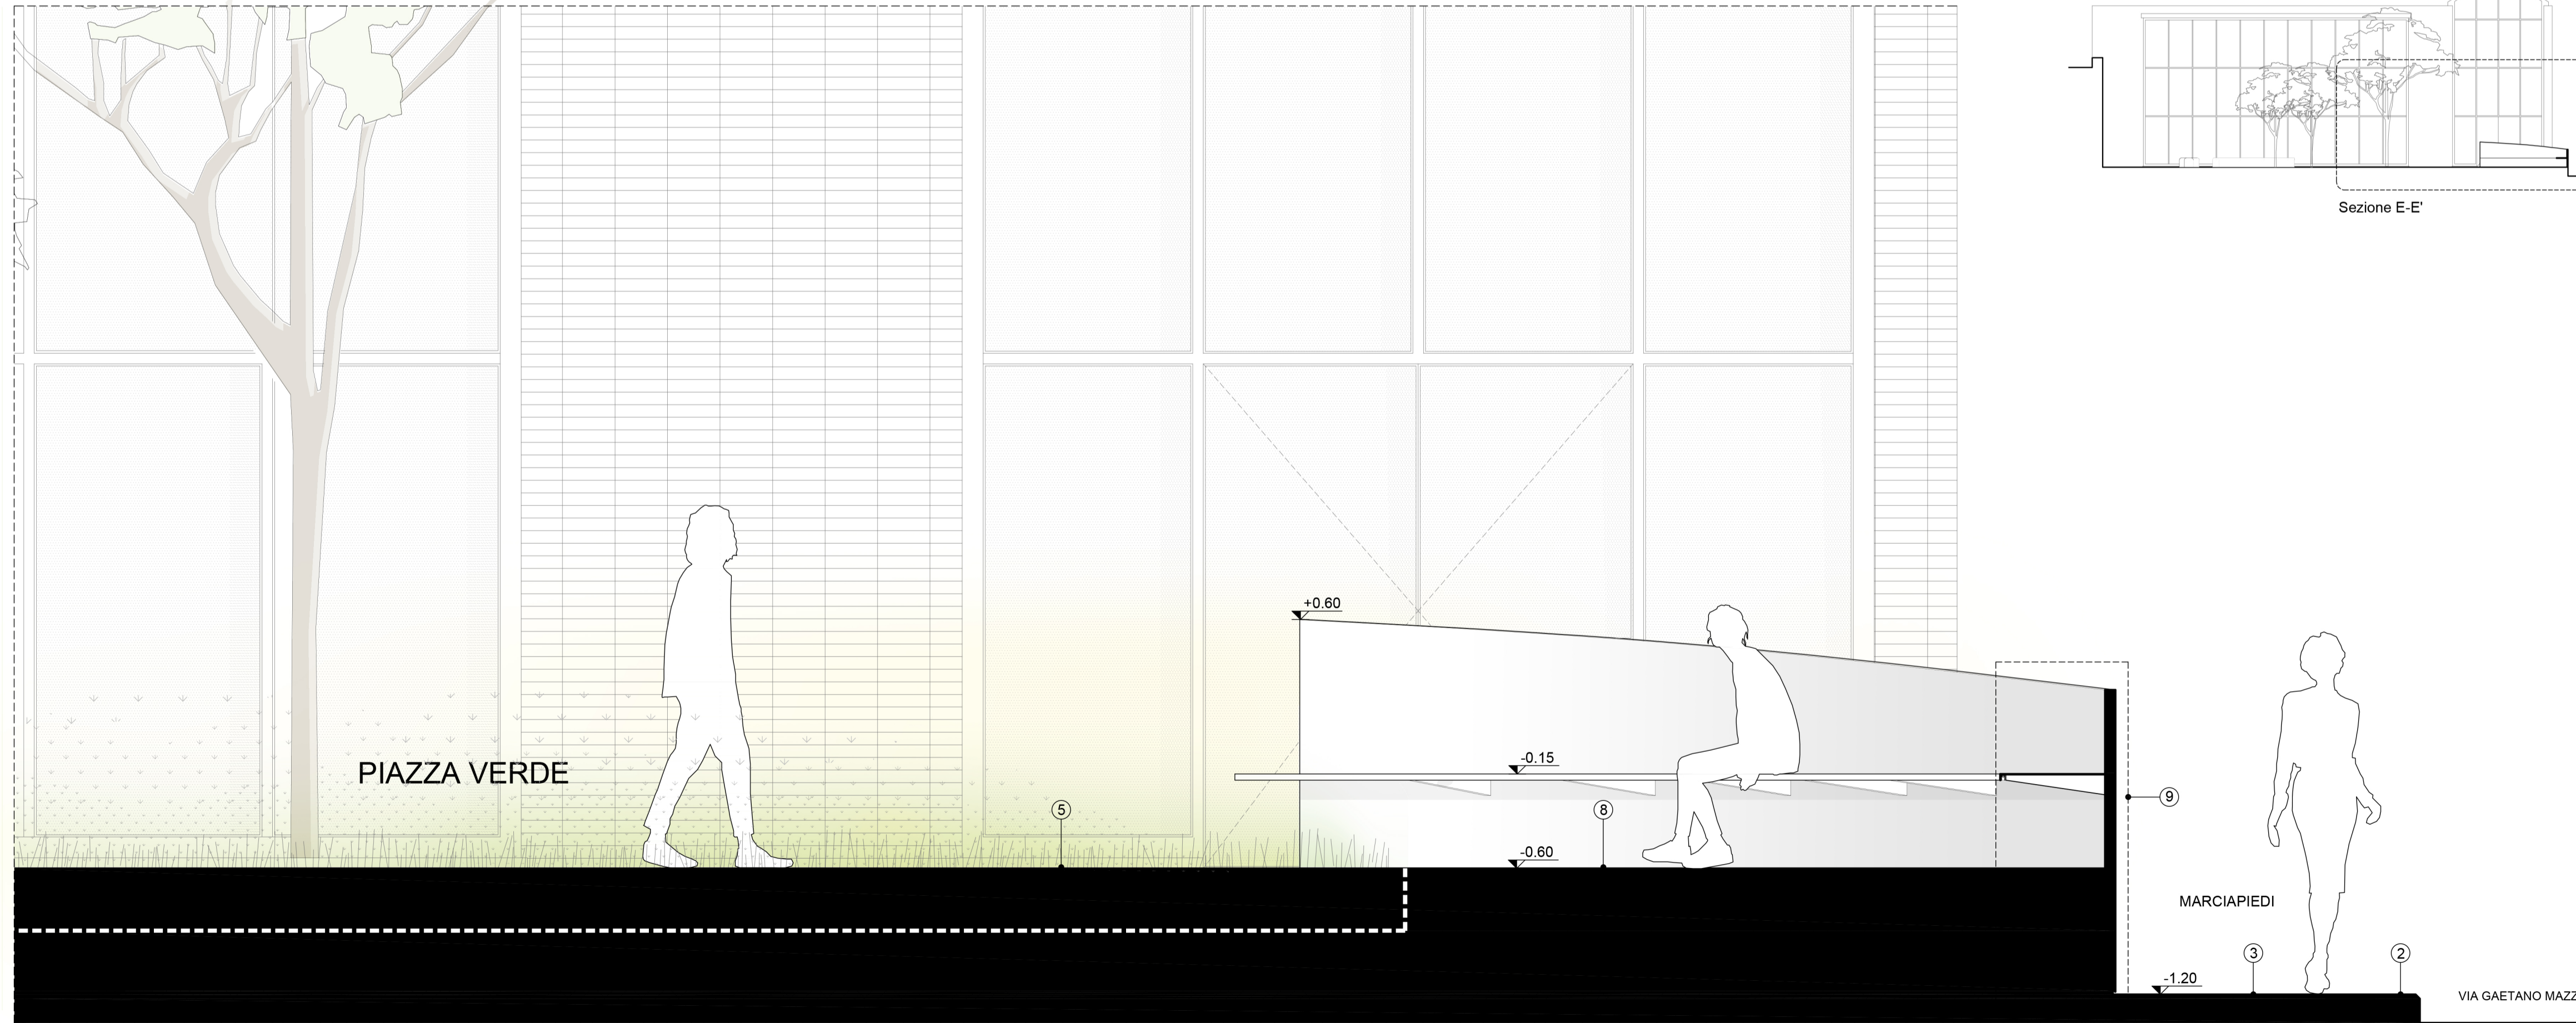 Sezione E-E'
+0.60
-0.15
PIAZZA VERDE
5
8
9
-0.60
MARCIAPIEDI
3
2
-1.20
VIA GAETANO MAZZ